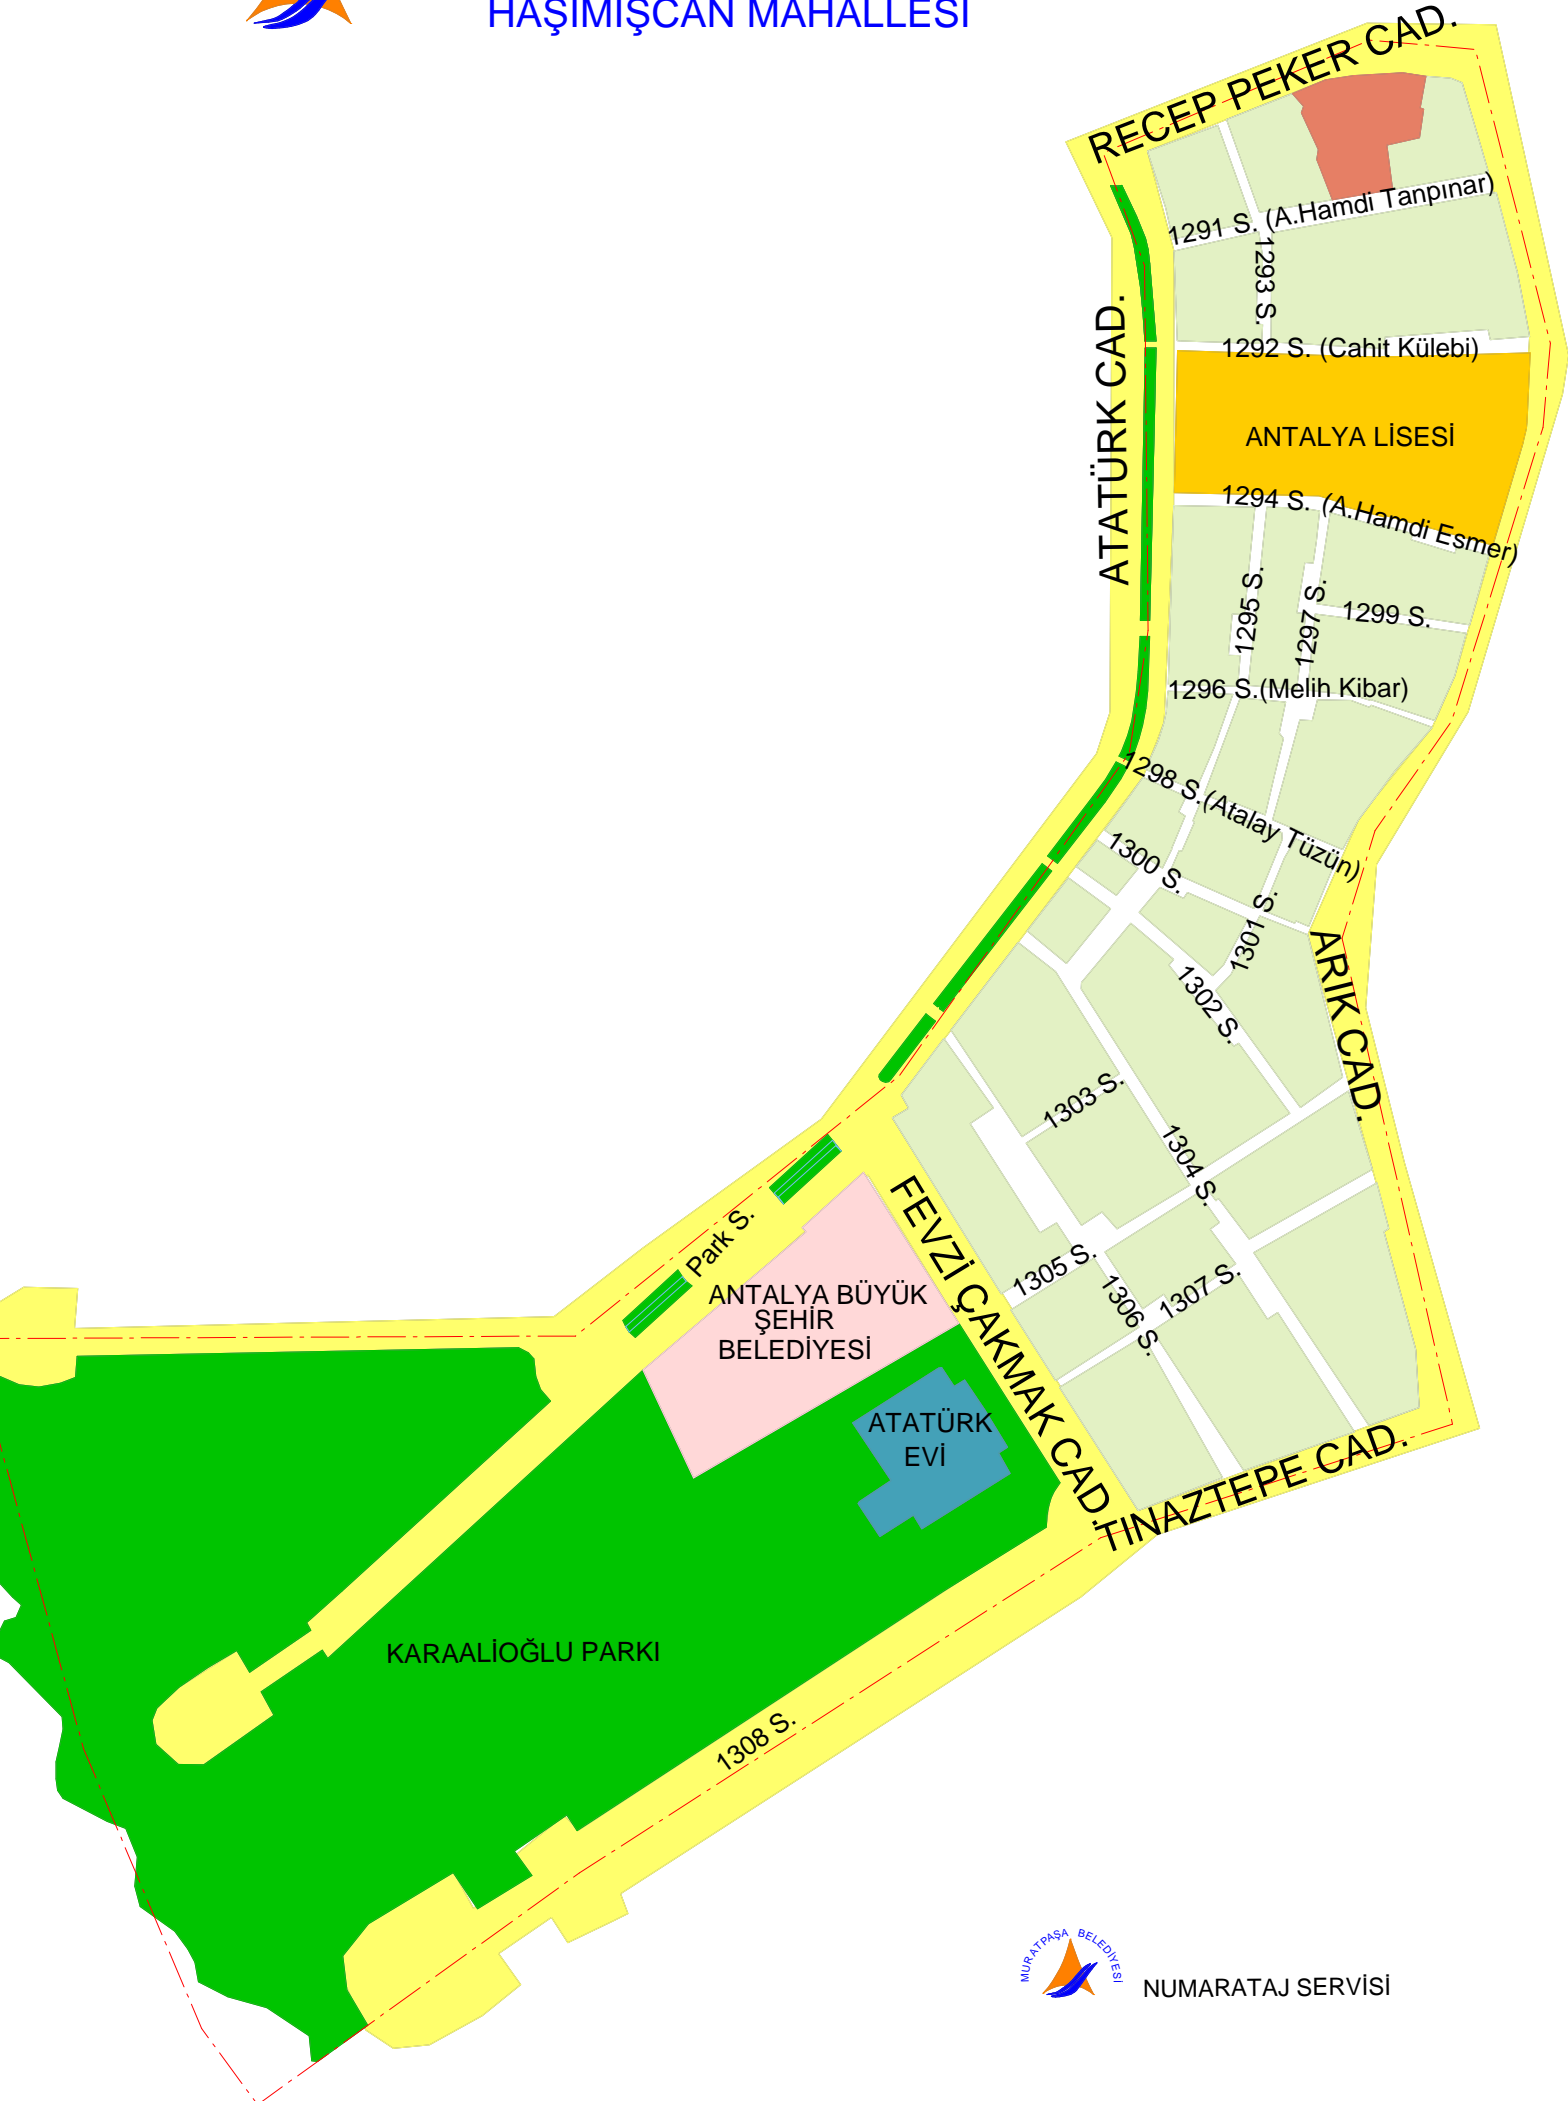 HAŞİMİŞCAN MAHALLESİ
RECEP PEKER CAD.
1291 S. (A.Hamdi Tanpınar)
1293 S.
ATATÜRK CAD.
1292 S. (Cahit Külebi)
ANTALYA LİSESİ
1294 S. (A.Hamdi Esmer)
1295 S.
1297 S.
1299 S.
1296 S.(Melih Kibar)
1298 S.(Atalay Tüzün)
1300 S.
1301 S.
ARIK CAD.
1302 S.
1303 S.
1304 S.
FEVZİ ÇAKMAK CAD.
Park S.
1305 S.
1306 S.
1307 S.
ANTALYA BÜYÜK
ŞEHİR
BELEDİYESİ
ATATÜRK
EVİ
TINAZTEPE CAD.
KARAALİOĞLU PARKI
1308 S.
MURATPAŞA BELEDİYESİ
NUMARATAJ SERVİSİ